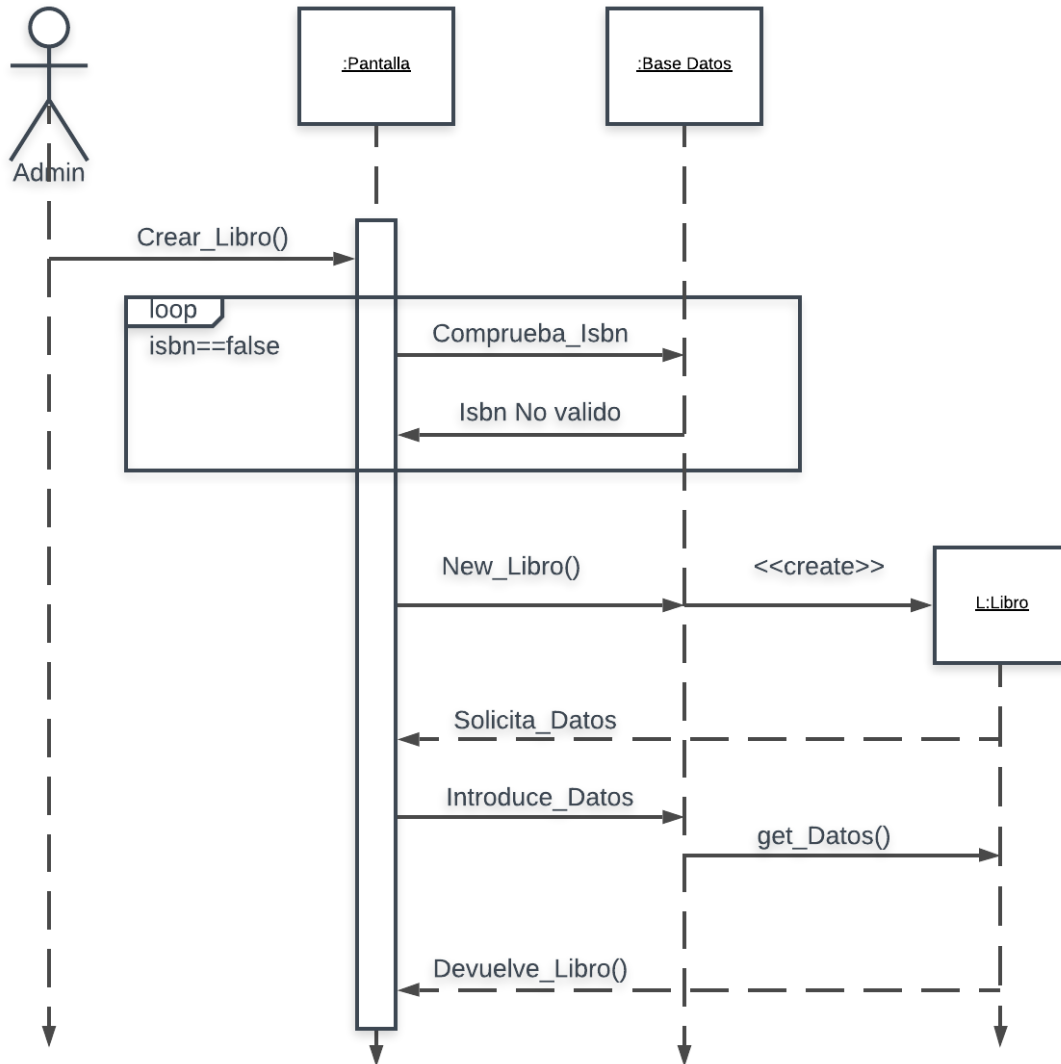 :Pantalla
:Base Datos
Admin
Crear_Libro()
loop
isbn==false
Comprueba_Isbn
Isbn No valido
New_Libro()
<<create>>
L:Libro
Solicita_Datos
Introduce_Datos
get_Datos()
Devuelve_Libro()